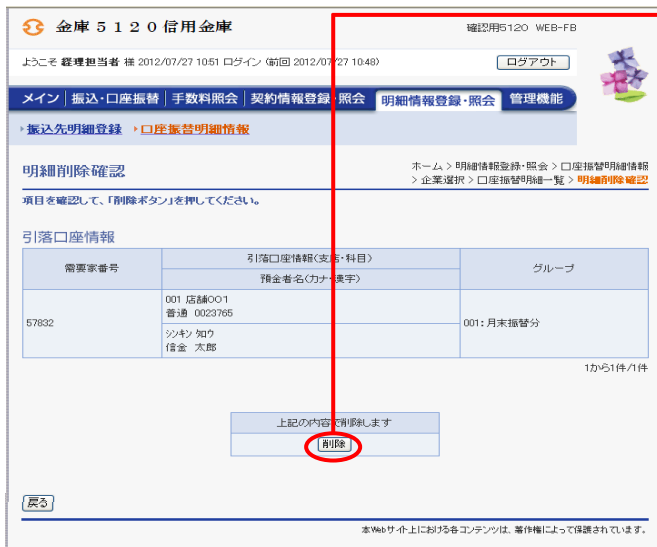 金庫５１２０信用金庫
確認用5120 WEB-FB
ようこそ 経理担当者 様 2012/07/27 1051 ログイン (前回 2012/07/27 1048)
ログアウト
メイン 振込・口座振替 手数料照会 契約情報登録・照会 明細情報登録・照会 管理機能
振込先明細登録 口座振替明細情報
明細削除確認
ホーム > 明細情報登録・照会 > 口座振替明細情報
> 企業選択 > 口座振替明細一覧 > 明細削除確認
項目を確認して、「削除ボタン」を押してください。
引落口座情報
需要家番号
引落口座情報(支店・科目)
預金者名(カナ・漢字)
グループ
57832
001 店舗○○1
普通 0023765
シンキン タロウ
信金 太郎
001：月末振替分
1から1件/1件
上記の内容で削除します
削除
戻る
本Webサイト上における各コンテンツは、著作権によって保護されています。